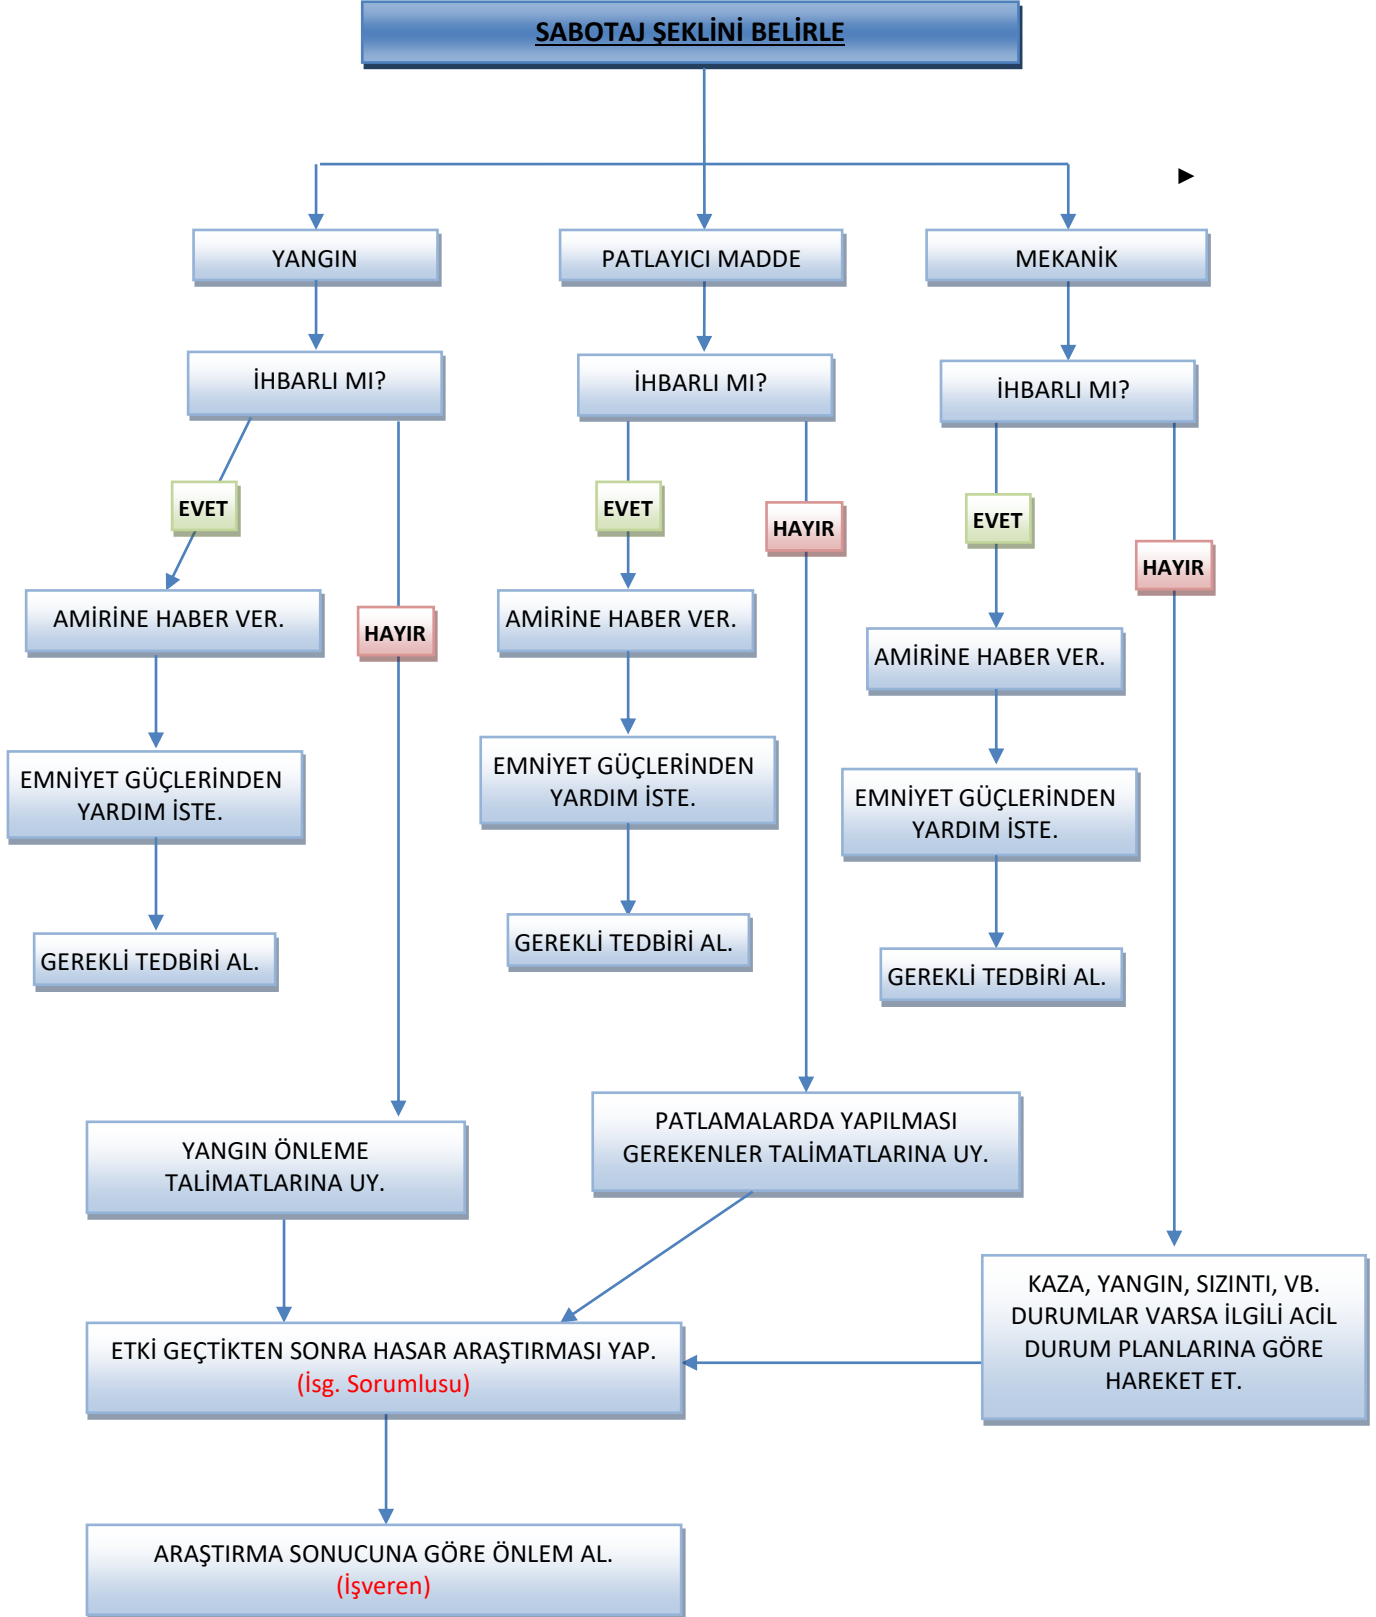 SABOTAJ ŞEKLİNİ BELİRLE
YANGIN
PATLAYICI MADDE
MEKANİK
İHBARLI MI?
İHBARLI MI?
İHBARLI MI?
EVET
EVET
HAYIR
EVET
HAYIR
AMİRİNE HABER VER.
HAYIR
AMİRİNE HABER VER.
AMİRİNE HABER VER.
EMNİYET GÜÇLERİNDEN
YARDIM İSTE.
EMNİYET GÜÇLERİNDEN
YARDIM İSTE.
EMNİYET GÜÇLERİNDEN
YARDIM İSTE.
GEREKLİ TEDBİRİ AL.
GEREKLİ TEDBİRİ AL.
GEREKLİ TEDBİRİ AL.
YANGIN ÖNLEME
TALİMATLARINA UY.
PATLAMALARDA YAPILMASI
GEREKENLER TALİMATLARINA UY.
KAZA, YANGIN, SIZINTI, VB.
DURUMLAR VARSA İLGİLİ ACİL
DURUM PLANLARINA GÖRE
HAREKET ET.
ETKİ GEÇTİKTEN SONRA HASAR ARAŞTIRMASI YAP.
(İsg. Sorumlusu)
ARAŞTIRMA SONUCUNA GÖRE ÖNLEM AL.
(İşveren)